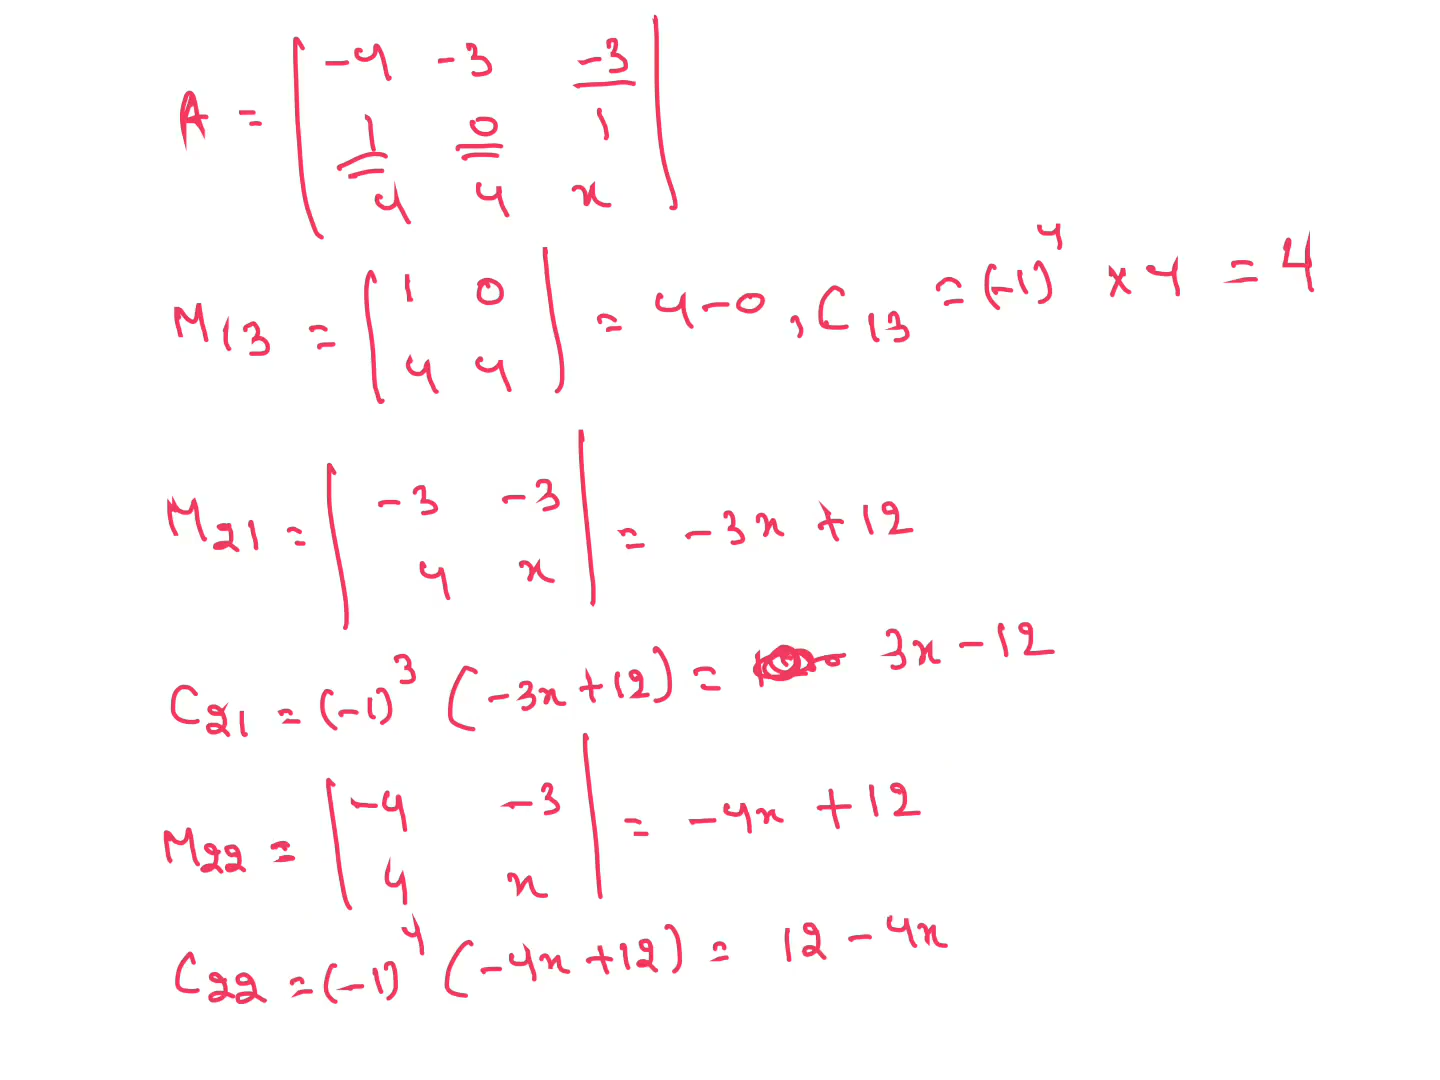 A = | -4 -3 -3 |
| 1 0 1 |
| 4 4 x |
M13 = | 1 0 | = 4-0, C13 = (-1)^4 × 4 = 4
| 4 4 |
M21 = | -3 -3 | = -3x + 12
| 4 x |
C21 = (-1)^3 (-3x+12) = 3x-12
M22 = | -4 -3 | = -4x + 12
| 4 x |
C22 = (-1)^4 (-4x+12) = 12-4x